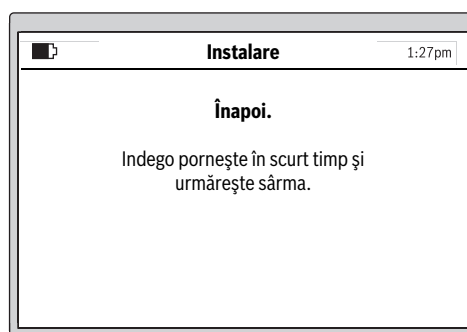 Instalare 1:27pm
Înapoi.
Indego porneşte în scurt timp şi
urmăreşte sârma.